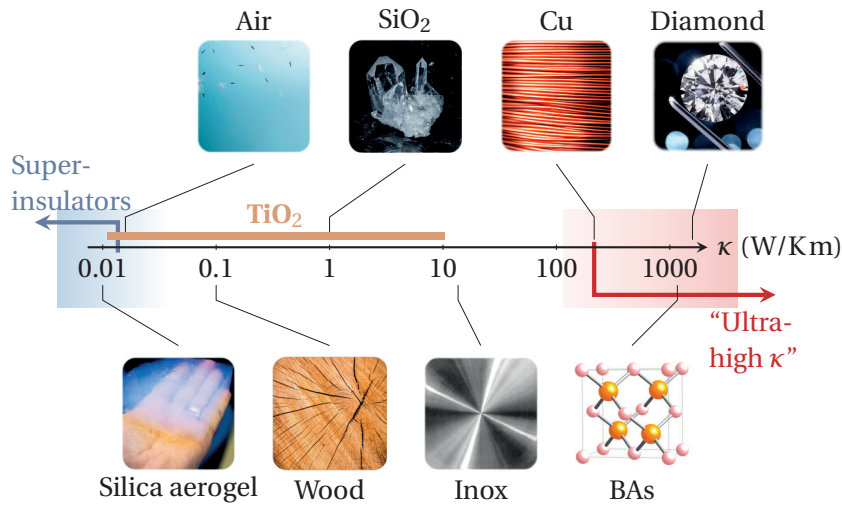 Air
SiO₂
Cu
Diamond
Super-
insulators
TiO₂
κ (W/Km)
0.01 0.1 1 10 100 1000
“Ultra-
high κ”
Silica aerogel
Wood
Inox
BAs